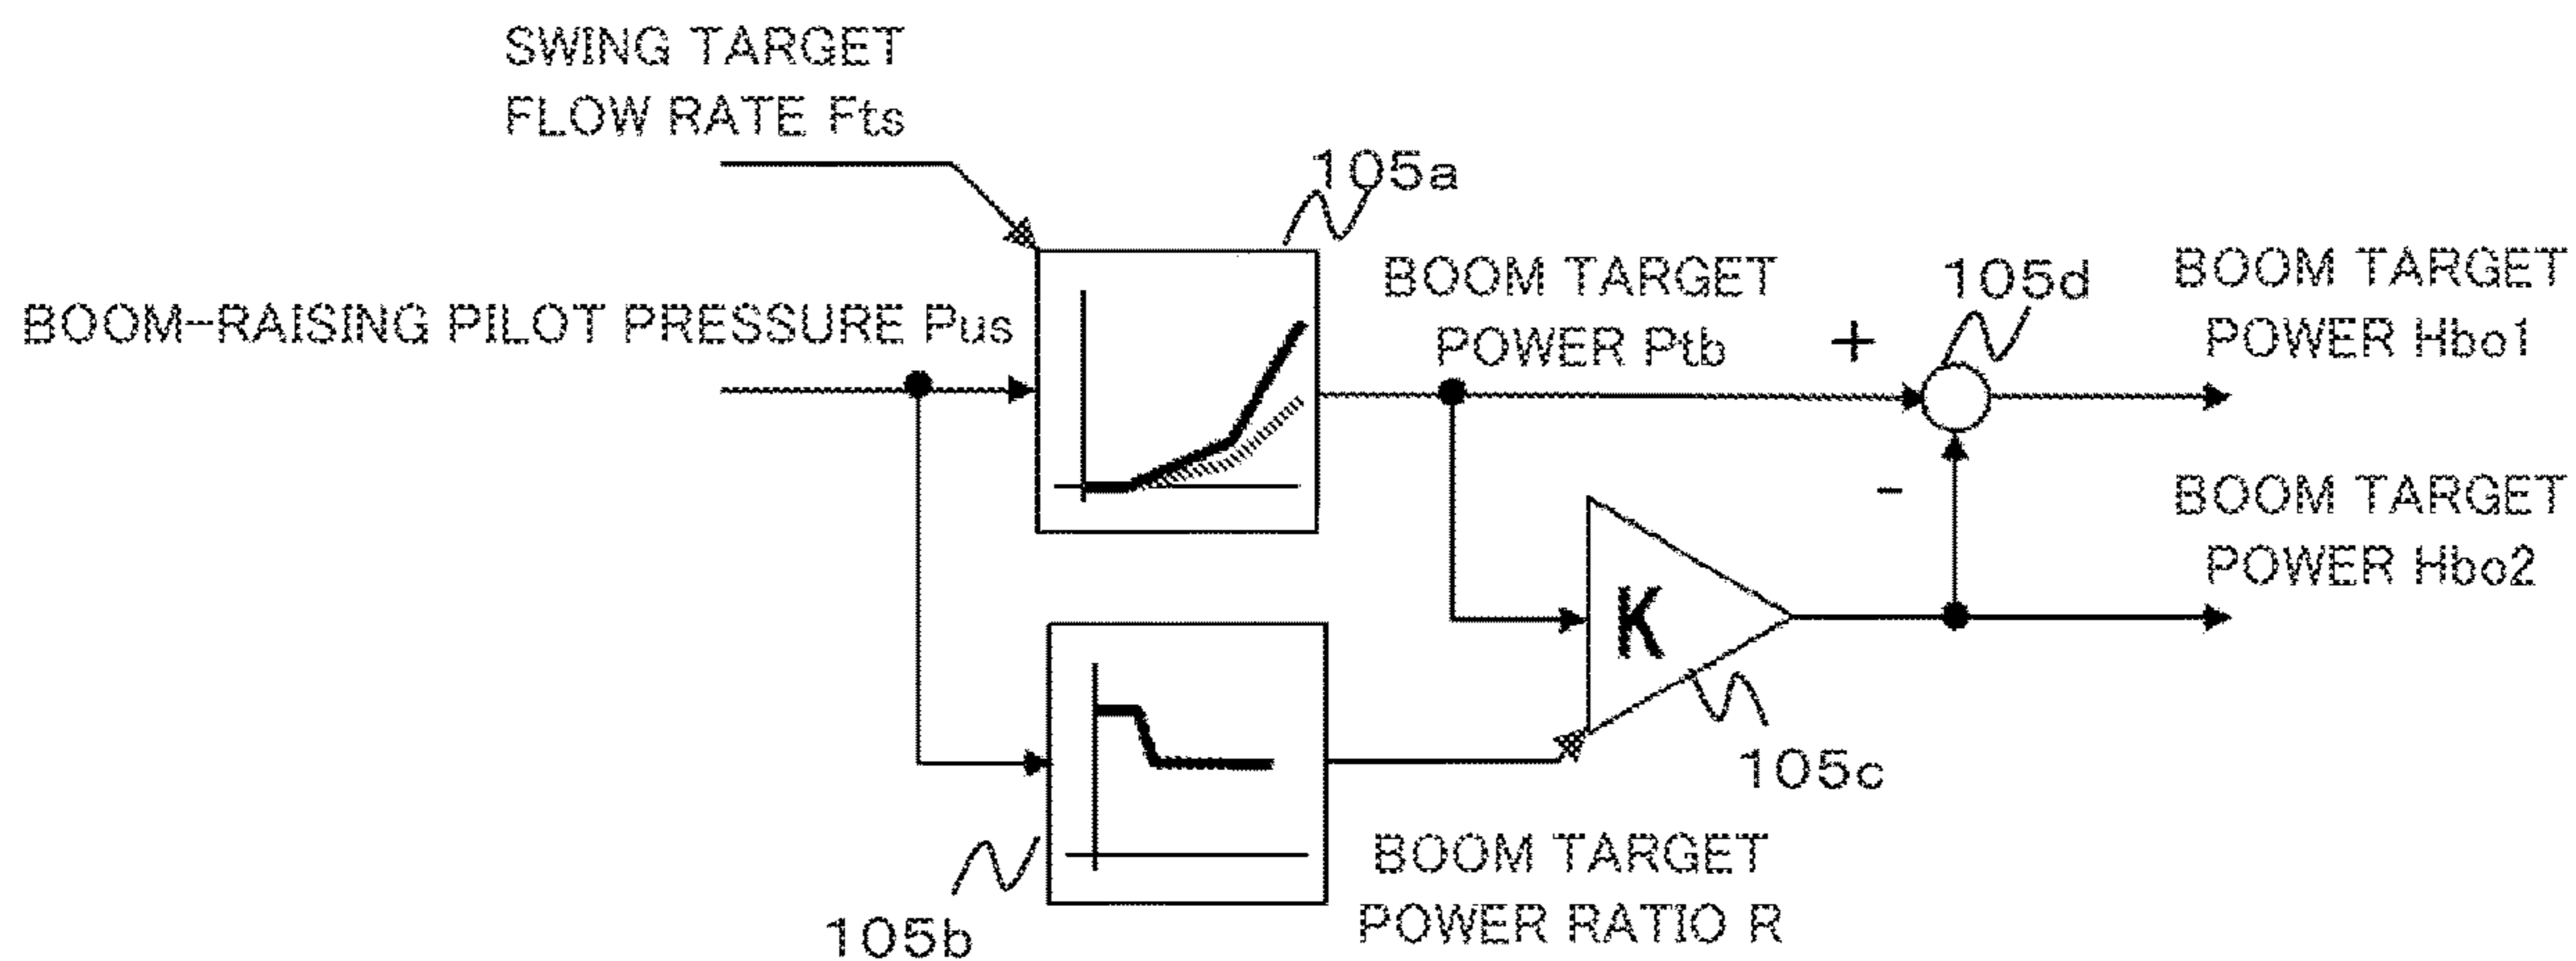 SWING TARGET
FLOW RATE Fts
105a
BOOM-RAISING PILOT PRESSURE Pus
BOOM TARGET
POWER Ptb
+
105d
BOOM TARGET
POWER Hbo1
-
BOOM TARGET
POWER Hbo2
K
105c
105b
BOOM TARGET
POWER RATIO R